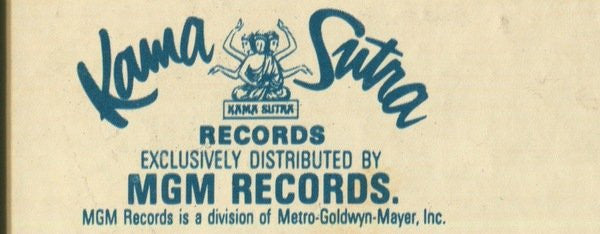 Kama Sutra
KAMA SUTRA
RECORDS
EXCLUSIVELY DISTRIBUTED BY
MGM RECORDS.
MGM Records is a division of Metro-Goldwyn-Mayer, Inc.